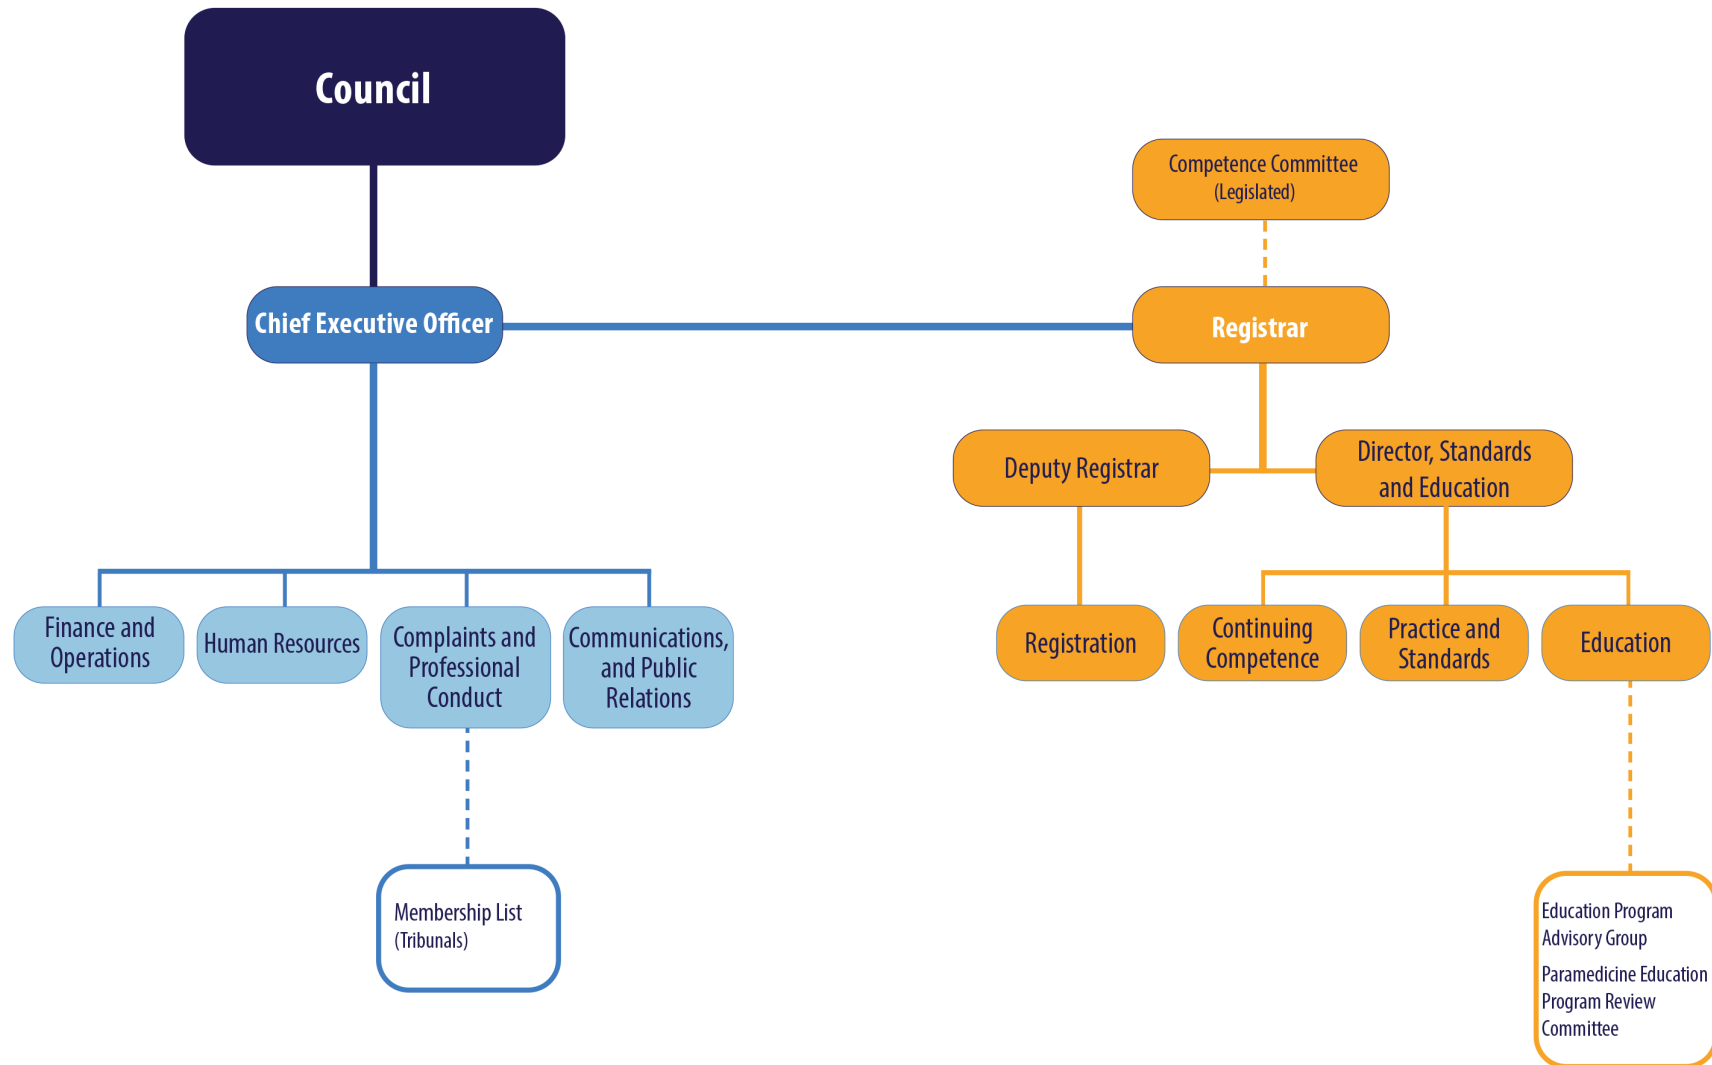 Council
Competence Committee
(Legislated)
Chief Executive Officer
Registrar
Deputy Registrar
Director, Standards
and Education
Finance and
Operations
Human Resources
Complaints and
Professional
Conduct
Communications,
and Public
Relations
Registration
Continuing
Competence
Practice and
Standards
Education
Membership List
(Tribunals)
Education Program
Advisory Group
Paramedicine Education
Program Review
Committee